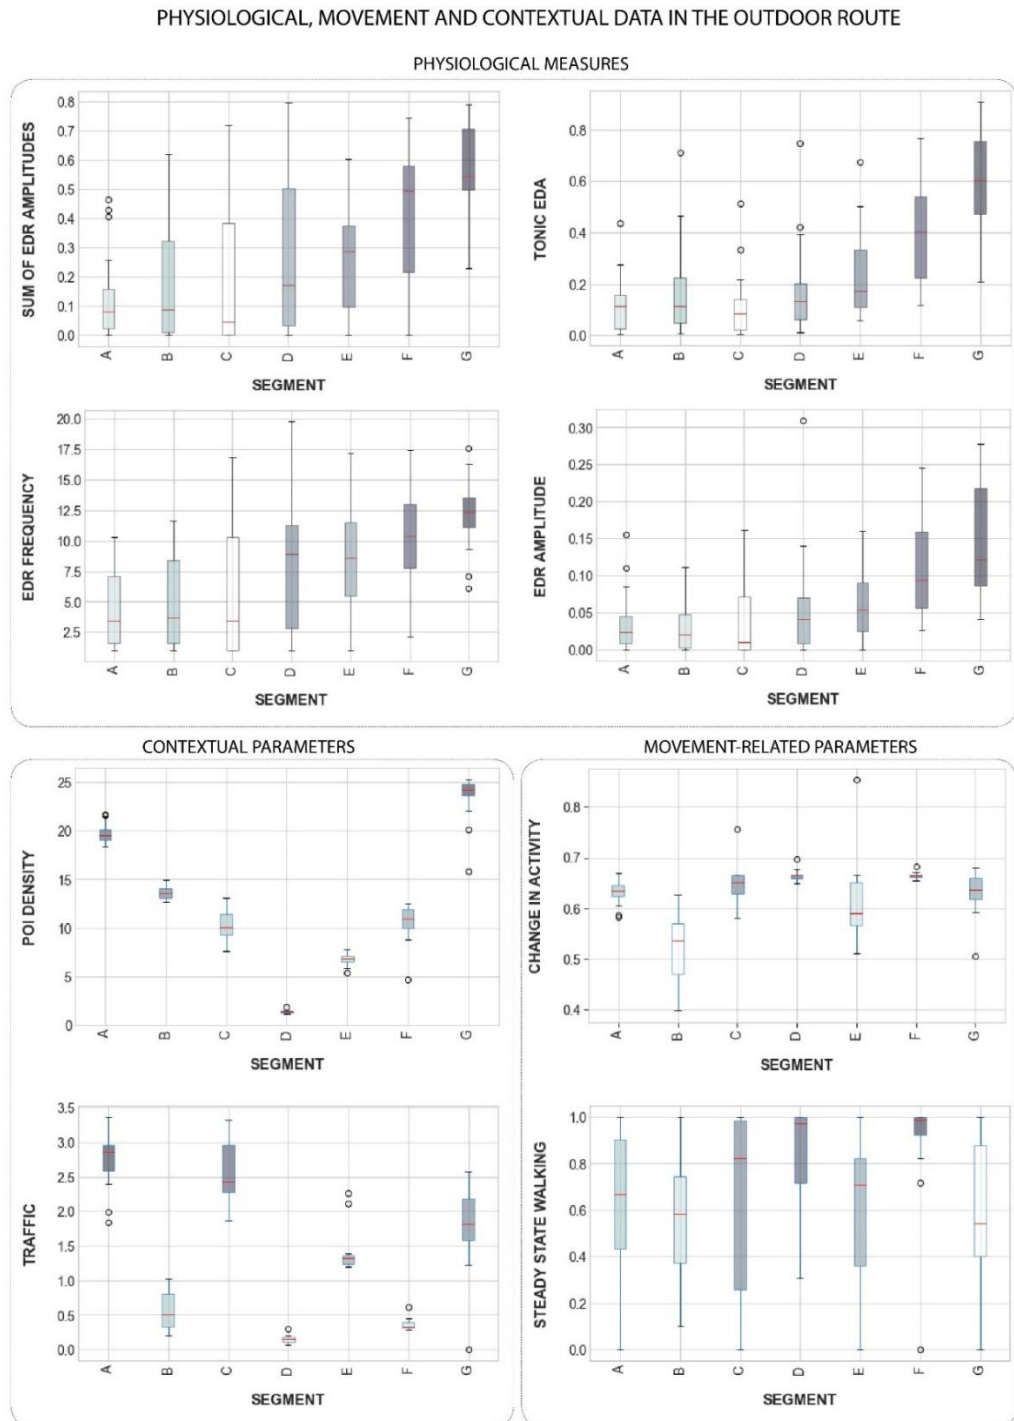 PHYSIOLOGICAL, MOVEMENT AND CONTEXTUAL DATA IN THE OUTDOOR ROUTE
PHYSIOLOGICAL MEASURES
SUM OF EDR AMPLITUDES
0.8
0.7
0.6
0.5
0.4
0.3
0.2
0.1
0.0
A B C D E F G
SEGMENT
TONIC EDA
0.8
0.6
0.4
0.2
0.0
A B C D E F G
SEGMENT
EDR FREQUENCY
20.0
17.5
15.0
12.5
10.0
7.5
5.0
2.5
A B C D E F G
SEGMENT
EDR AMPLITUDE
0.30
0.25
0.20
0.15
0.10
0.05
0.00
A B C D E F G
SEGMENT
CONTEXTUAL PARAMETERS
POI DENSITY
25
20
15
10
5
0
A B C D E F G
SEGMENT
TRAFFIC
3.5
3.0
2.5
2.0
1.5
1.0
0.5
0.0
A B C D E F G
SEGMENT
MOVEMENT-RELATED PARAMETERS
CHANGE IN ACTIVITY
0.8
0.7
0.6
0.5
0.4
A B C D E F G
SEGMENT
STEADY STATE WALKING
1.0
0.8
0.6
0.4
0.2
0.0
A B C D E F G
SEGMENT